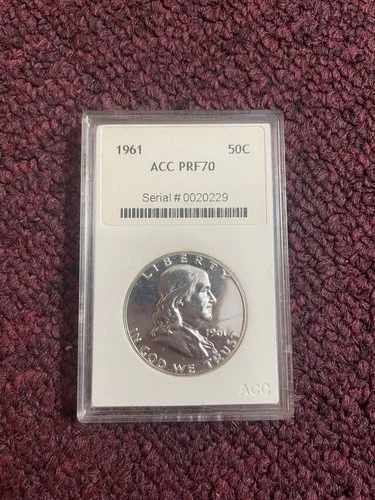 1961 50C
ACC PRF70
Serial # 0020229
LIBERTY
1961
IN GOD WE TRUST
ACC